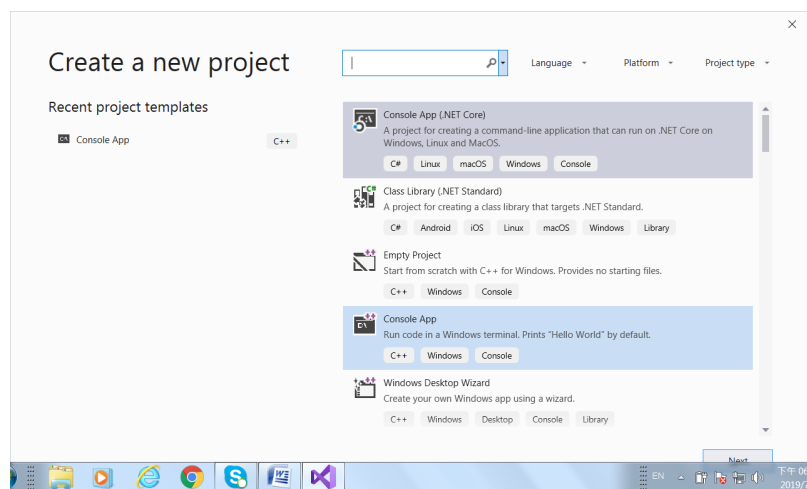 Create a new project
Language
Platform
Project type
Recent project templates
Console App
C++
Console App (.NET Core)
A project for creating a command-line application that can run on .NET Core on
Windows, Linux and MacOS.
C# Linux macOS Windows Console
Class Library (.NET Standard)
A project for creating a class library that targets .NET Standard.
C# Android iOS Linux macOS Windows Library
Empty Project
Start from scratch with C++ for Windows. Provides no starting files.
C++ Windows Console
Console App
Run code in a Windows terminal. Prints "Hello World" by default.
C++ Windows Console
Windows Desktop Wizard
Create your own Windows app using a wizard.
C++ Windows Desktop Console Library
Next
EN
下午 06
2019/